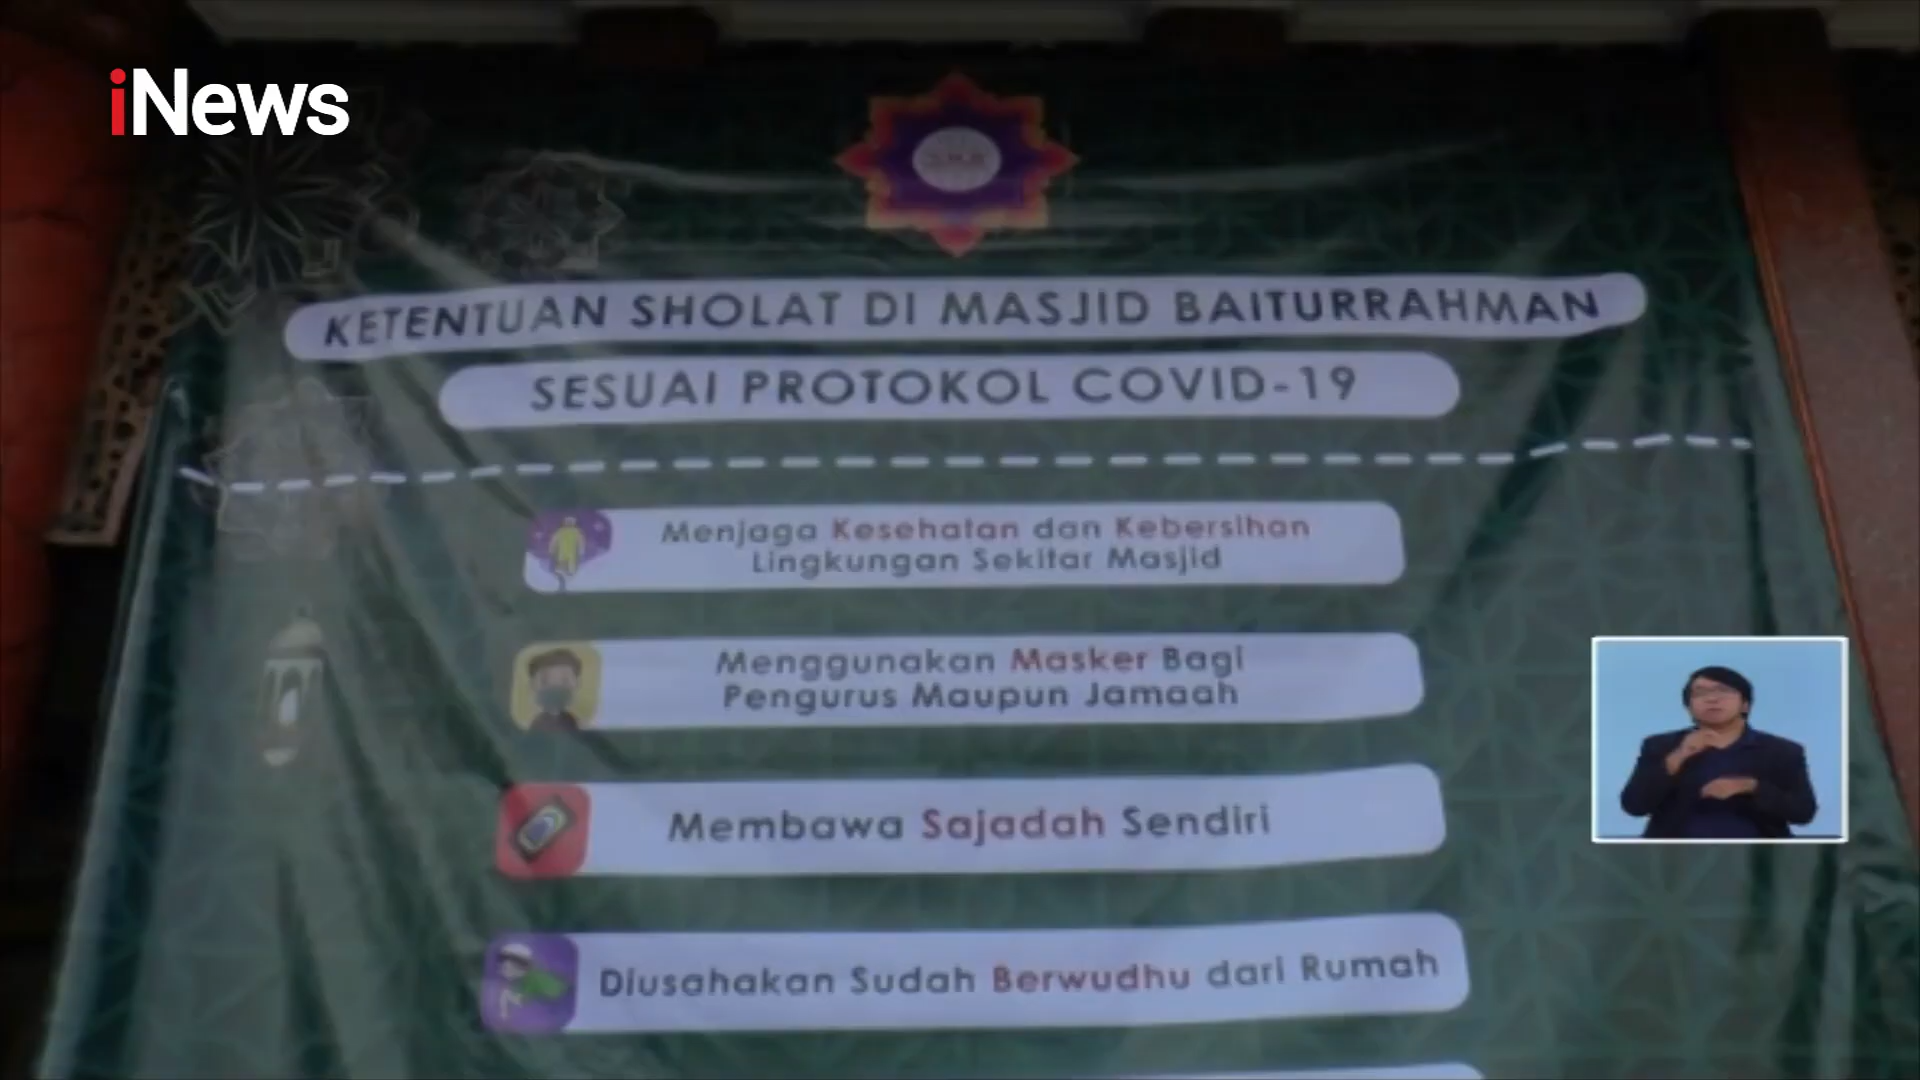 iNews
KETENTUAN SHOLAT DI MASJID BAITURRAHMAN
SESUAI PROTOKOL COVID-19
Menjaga Kesehatan dan Kebersihan
Lingkungan Sekitar Masjid
Menggunakan Masker Bagi
Pengurus Maupun Jamaah
Membawa Sajadah Sendiri
Diusahakan Sudah Berwudhu dari Rumah